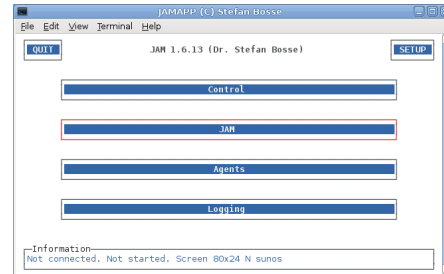 JAMAPP (C) Stefan Bosse
File Edit View Terminal Help
QUIT JAM 1.6.13 (Dr. Stefan Bosse) SETUP
Control
JAM
Agents
Logging
Information
Not connected. Not started. Screen 80x24 N sunos